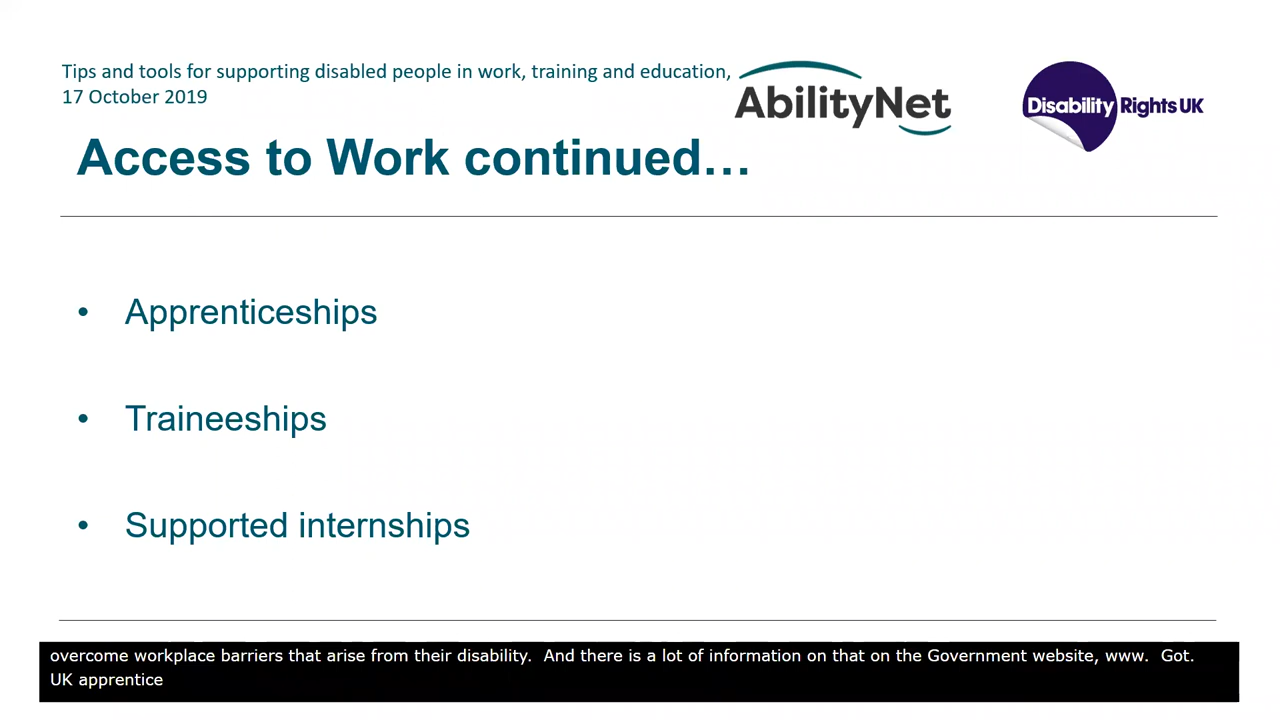 Tips and tools for supporting disabled people in work, training and education,
17 October 2019
AbilityNet
Disability Rights UK
Access to Work continued…
• Apprenticeships
• Traineeships
• Supported internships
overcome workplace barriers that arise from their disability.  And there is a lot of information on that on the Government website, www.  Got.
UK apprentice